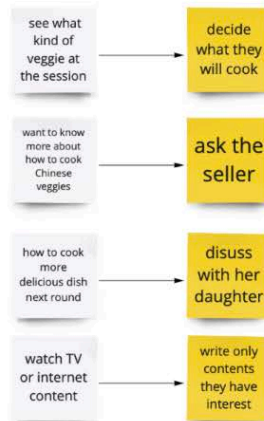 see what
kind of
veggie at
the session
decide
what they
will cook
want to know
more about
how to cook
Chinese
veggies
ask the
seller
how to cook
more
delicious dish
next round
disuss
with her
daughter
watch TV
or internet
content
write only
contents
they have
interest